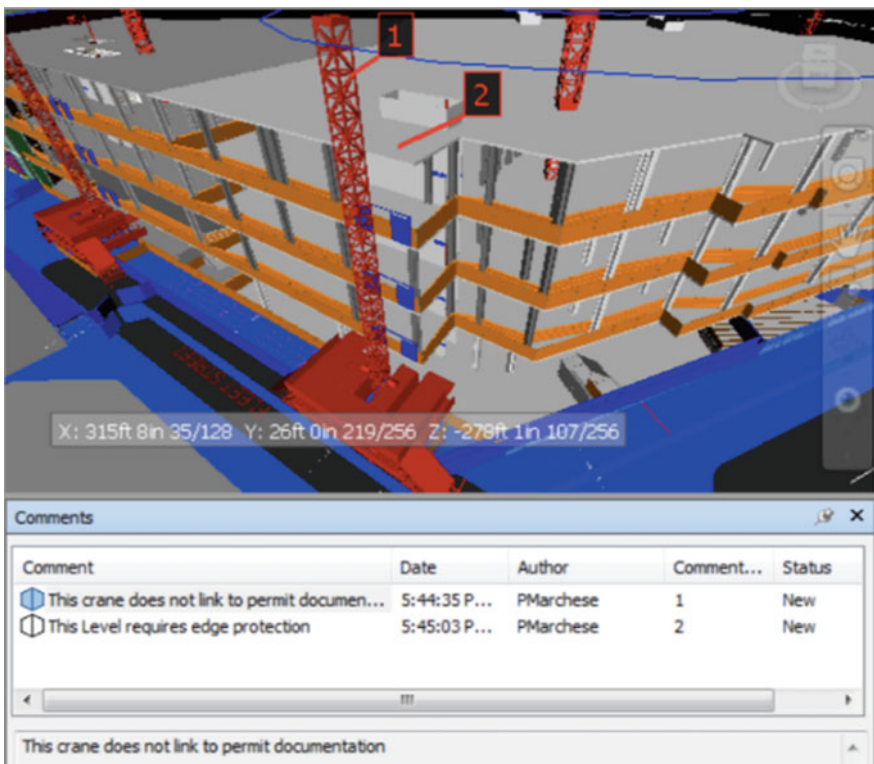 1
2
X: 315ft 8in 35/128 Y: 26ft 0in 219/256 Z: -278ft 1in 107/256
Comments
Comment Date Author Comment... Status
This crane does not link to permit documen... 5:44:35 P... PMarchese 1 New
This Level requires edge protection 5:45:03 P... PMarchese 2 New
This crane does not link to permit documentation